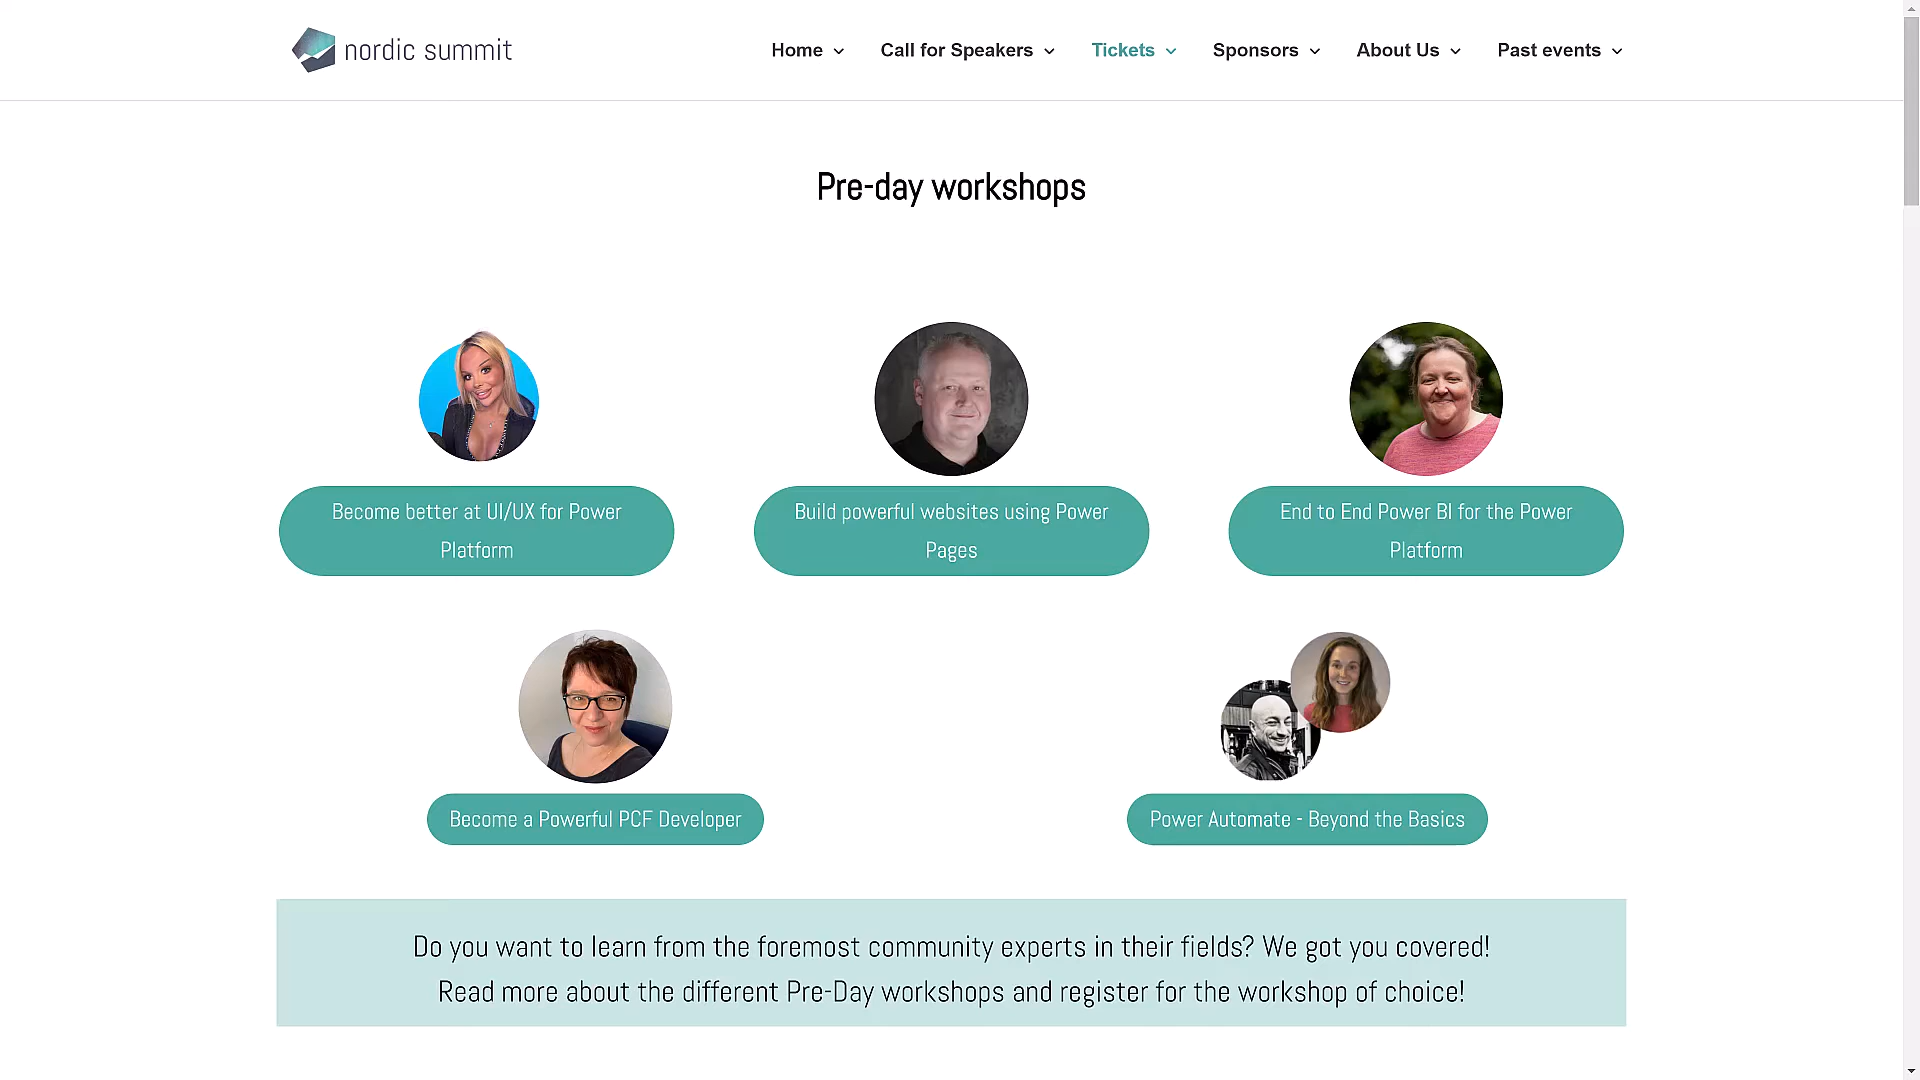 nordic summit
Home
Call for Speakers
Tickets
Sponsors
About Us
Past events
Pre-day workshops
Become better at UI/UX for Power
Platform
Build powerful websites using Power
Pages
End to End Power BI for the Power
Platform
Become a Powerful PCF Developer
Power Automate - Beyond the Basics
Do you want to learn from the foremost community experts in their fields? We got you covered!
Read more about the different Pre-Day workshops and register for the workshop of choice!